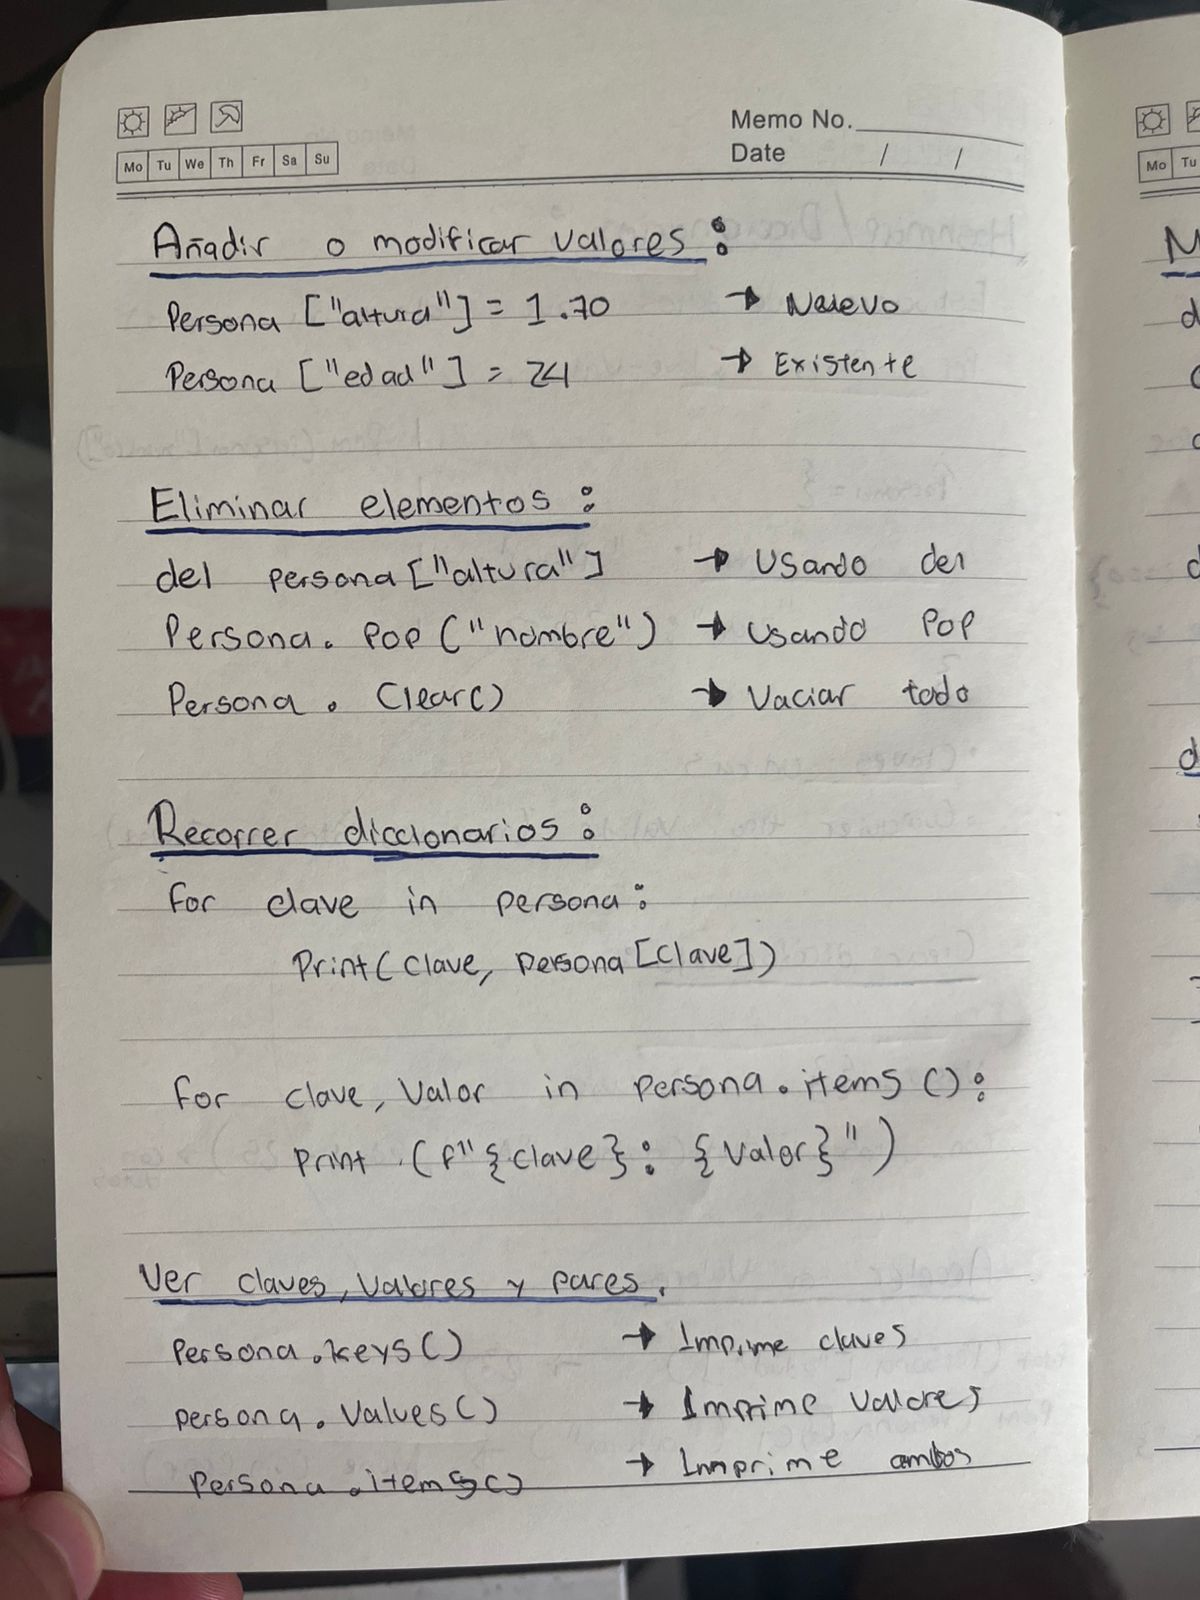 Memo No.
Date / /
Mo Tu We Th Fr Sa Su
Añadir o modificar valores:
Persona ["altura"] = 1.70 → Nuevo
Persona ["edad"] = 24 → Existente
Eliminar elementos:
del persona ["altura"] → Usando del
Persona. Pop ("nombre") → Usando Pop
Persona. Clear() → Vaciar todo
Recorrer diccionarios:
for clave in persona:
Print(clave, persona [clave])
for clave, valor in persona.items ():
Print (f"{clave}: {valor}")
Ver claves, valores y pares.
Persona.keys() → Imprime claves
persona. Values() → Imprime valores
Persona.items() → Imprime ambos
Mo Tu